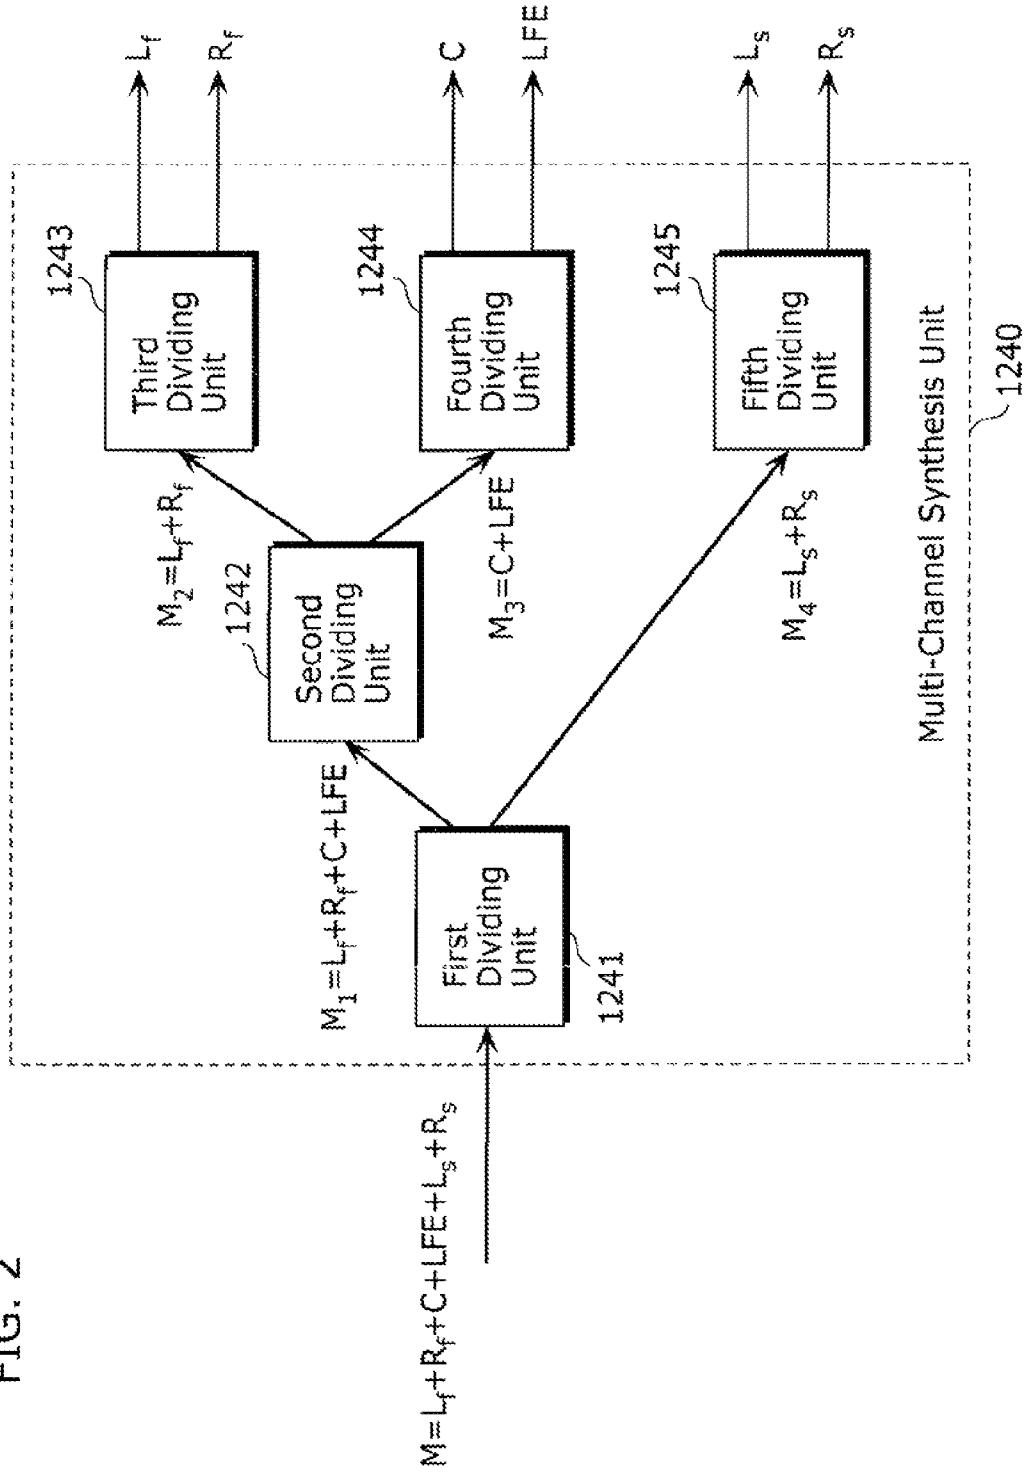 FIG. 2
M=Lf+Rf+C+LFE+Ls+Rs
First
Dividing
Unit
1241
M1=Lf+Rf+C+LFE
Second
Dividing
Unit
1242
M2=Lf+Rf
M3=C+LFE
M4=Ls+Rs
Third
Dividing
Unit
1243
Fourth
Dividing
Unit
1244
Fifth
Dividing
Unit
1245
Lf
Rf
C
LFE
Ls
Rs
Multi-Channel Synthesis Unit
1240